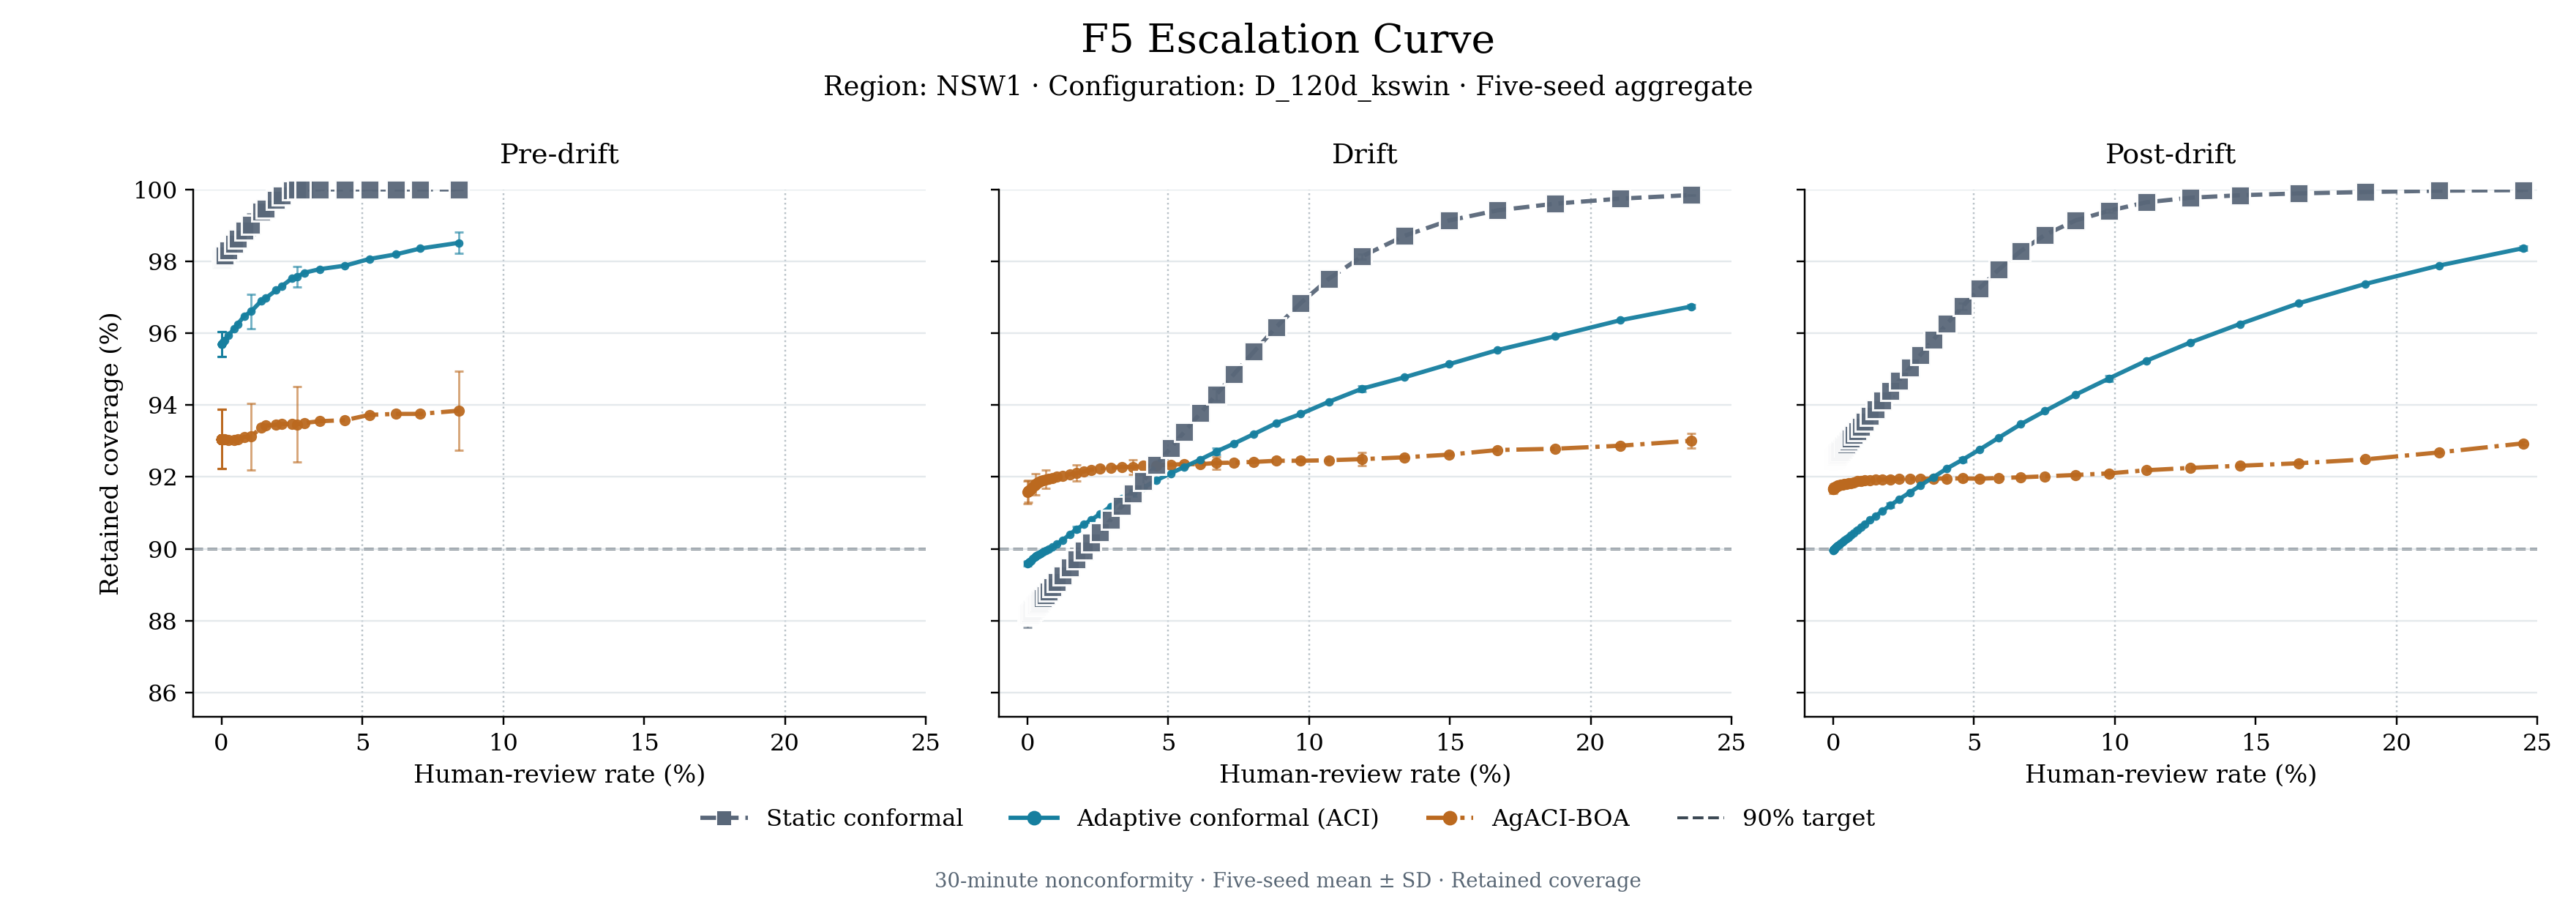 F5 Escalation Curve
Region: NSW1 · Configuration: D_120d_kswin · Five-seed aggregate
Pre-drift
Drift
Post-drift
Retained coverage (%)
100
98
96
94
92
90
88
86
0 5 10 15 20 25
0 5 10 15 20 25
0 5 10 15 20 25
Human-review rate (%)
Human-review rate (%)
Human-review rate (%)
Static conformal
Adaptive conformal (ACI)
AgACI-BOA
90% target
30-minute nonconformity · Five-seed mean ± SD · Retained coverage